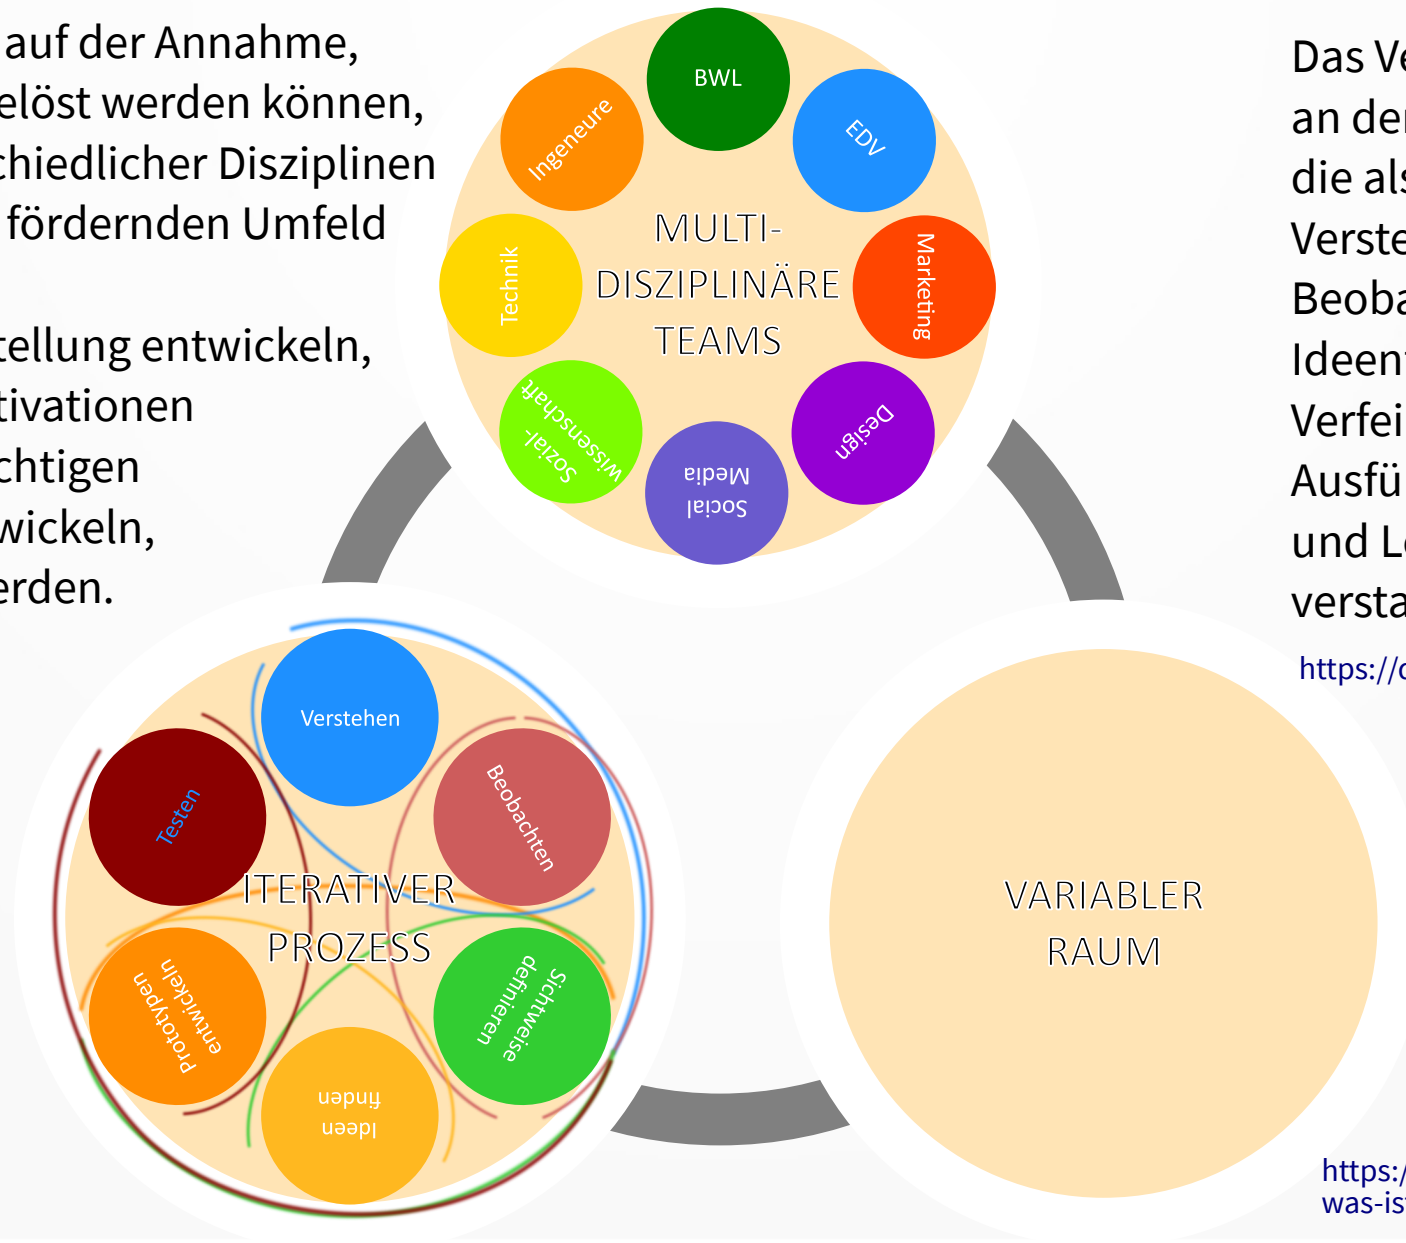 auf der Annahme,
elöst werden können,
chiedlicher Disziplinen
fördernden Umfeld
tellung entwickeln,
tivationen
chtigen
wickeln,
erden.
BWL
EDV
Marketing
Design
Social
Media
Sozial-
wissenschaft
Technik
Ingeneure
MULTI-
DISZIPLINÄRE
TEAMS
Das Ve
an der
die als
Verste
Beoba
Ideen
Verfei
Ausfü
und L
versta
https://
Verstehen
Beobachten
Sichtweise
definieren
Ideen
finden
Prototypen
entwickeln
Testen
ITERATIVER
PROZESS
VARIABLER
RAUM
https:/
was-is